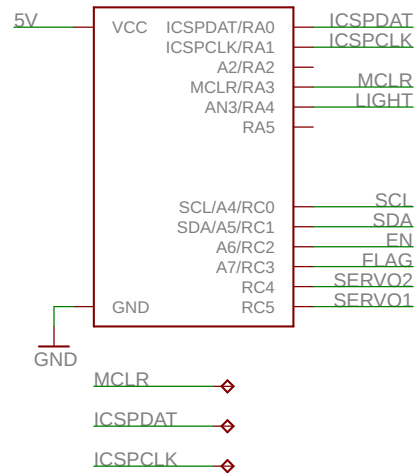 5V VCC ICSPDAT/RA0 ICSPDAT
ICSPCLK/RA1 ICSPCLK
A2/RA2
MCLR/RA3 MCLR
AN3/RA4 LIGHT
RA5
SCL/A4/RC0 SCL
SDA/A5/RC1 SDA
A6/RC2 EN
A7/RC3 FLAG
RC4 SERVO2
GND RC5 SERVO1
GND
MCLR
ICSPDAT
ICSPCLK